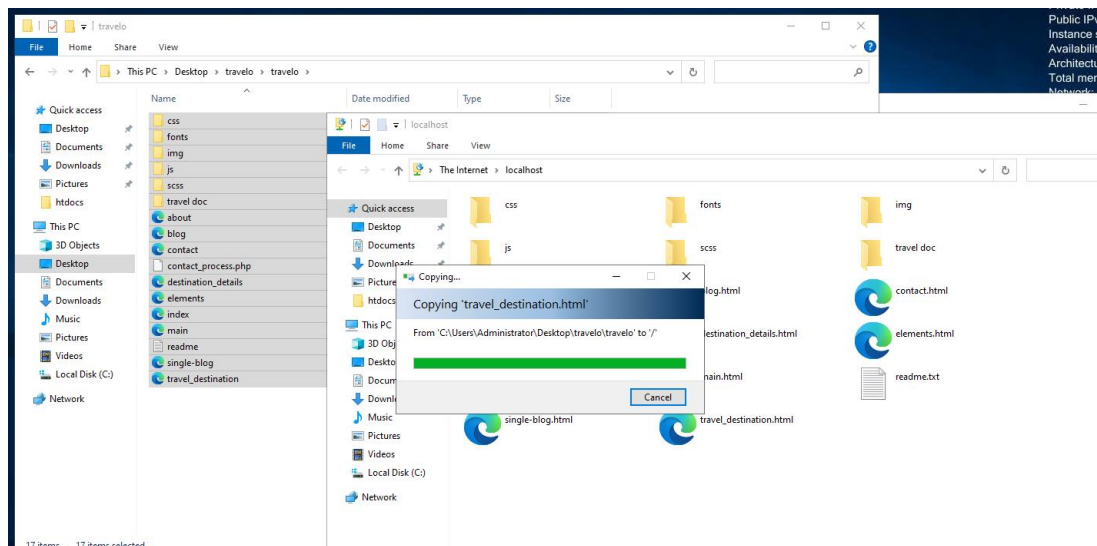 travelo
File Home Share View
This PC > Desktop > travelo > travelo >
Name Date modified Type Size
Quick access
Desktop
Documents
Downloads
Pictures
htdocs
This PC
3D Objects
Desktop
Documents
Downloads
Music
Pictures
Videos
Local Disk (C:)
Network
css
fonts
img
js
scss
travel doc
about
blog
contact
contact_process.php
destination_details
elements
index
main
readme
single-blog
travel_destination
17 items 17 items selected
Public IPv
Instance s
Availabilit
Architectu
Total mer
Network:
localhost
File Home Share View
The Internet > localhost
Quick access
Desktop
Documents
Downloads
Picture
htdocs
This PC
3D Obj
Deskto
Docum
Downl
Music
Pictures
Videos
Local Disk (C:)
Network
css fonts img
js scss travel doc
log.html contact.html
destination_details.html elements.html
main.html readme.txt
single-blog.html travel_destination.html
Copying...
Copying 'travel_destination.html'
From 'C:\Users\Administrator\Desktop\travelo\travelo' to '/'
Cancel